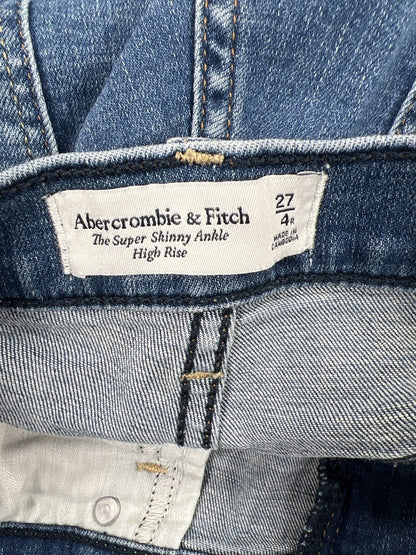 Abercrombie & Fitch
The Super Skinny Ankle
High Rise
27
4R
MADE IN
CAMBODIA